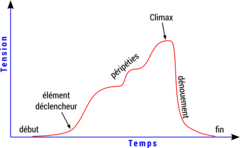 Climax
Tension
péripéties
élément
déclencheur
dénouement
début
fin
Temps